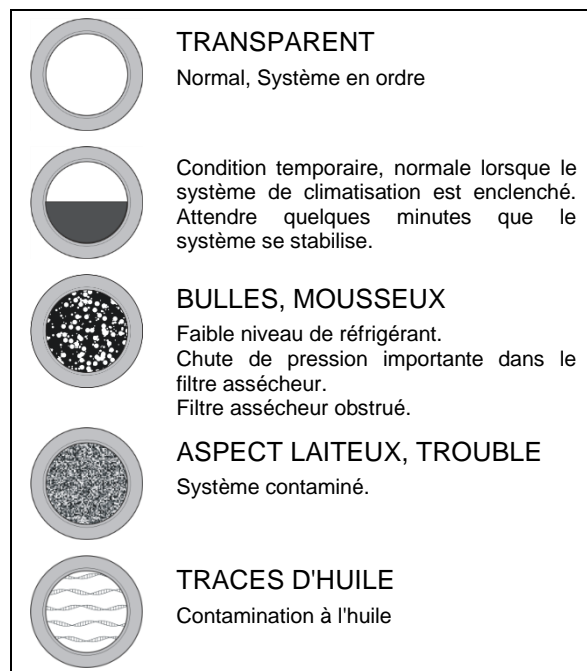 TRANSPARENT
Normal, Système en ordre
Condition temporaire, normale lorsque le
système de climatisation est enclenché.
Attendre quelques minutes que le
système se stabilise.
BULLES, MOUSSEUX
Faible niveau de réfrigérant.
Chute de pression importante dans le
filtre assécheur.
Filtre assécheur obstrué.
ASPECT LAITEUX, TROUBLE
Système contaminé.
TRACES D'HUILE
Contamination à l'huile